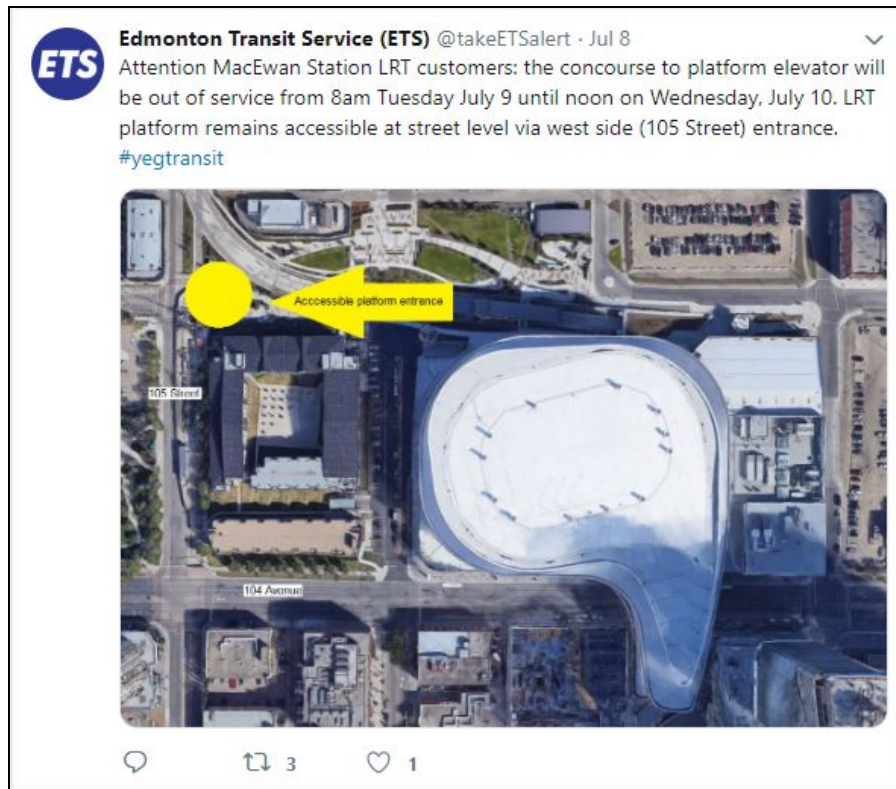 ETS
Edmonton Transit Service (ETS) @takeETSalert · Jul 8
Attention MacEwan Station LRT customers: the concourse to platform elevator will
be out of service from 8am Tuesday July 9 until noon on Wednesday, July 10. LRT
platform remains accessible at street level via west side (105 Street) entrance.
#yegtransit
Acccessible platform entrance
105 Street
104 Avenue
3
1